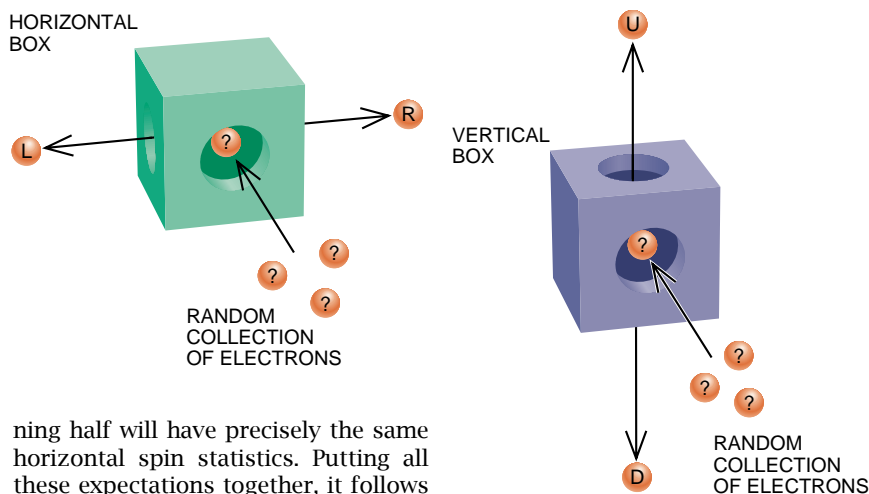 HORIZONTAL
BOX
L
R
?
?
?
?
RANDOM
COLLECTION
OF ELECTRONS
ning half will have precisely the same
horizontal spin statistics. Putting all
these expectations together, it follows
U
VERTICAL
BOX
?
?
?
?
D
RANDOM
COLLECTION
OF ELECTRONS